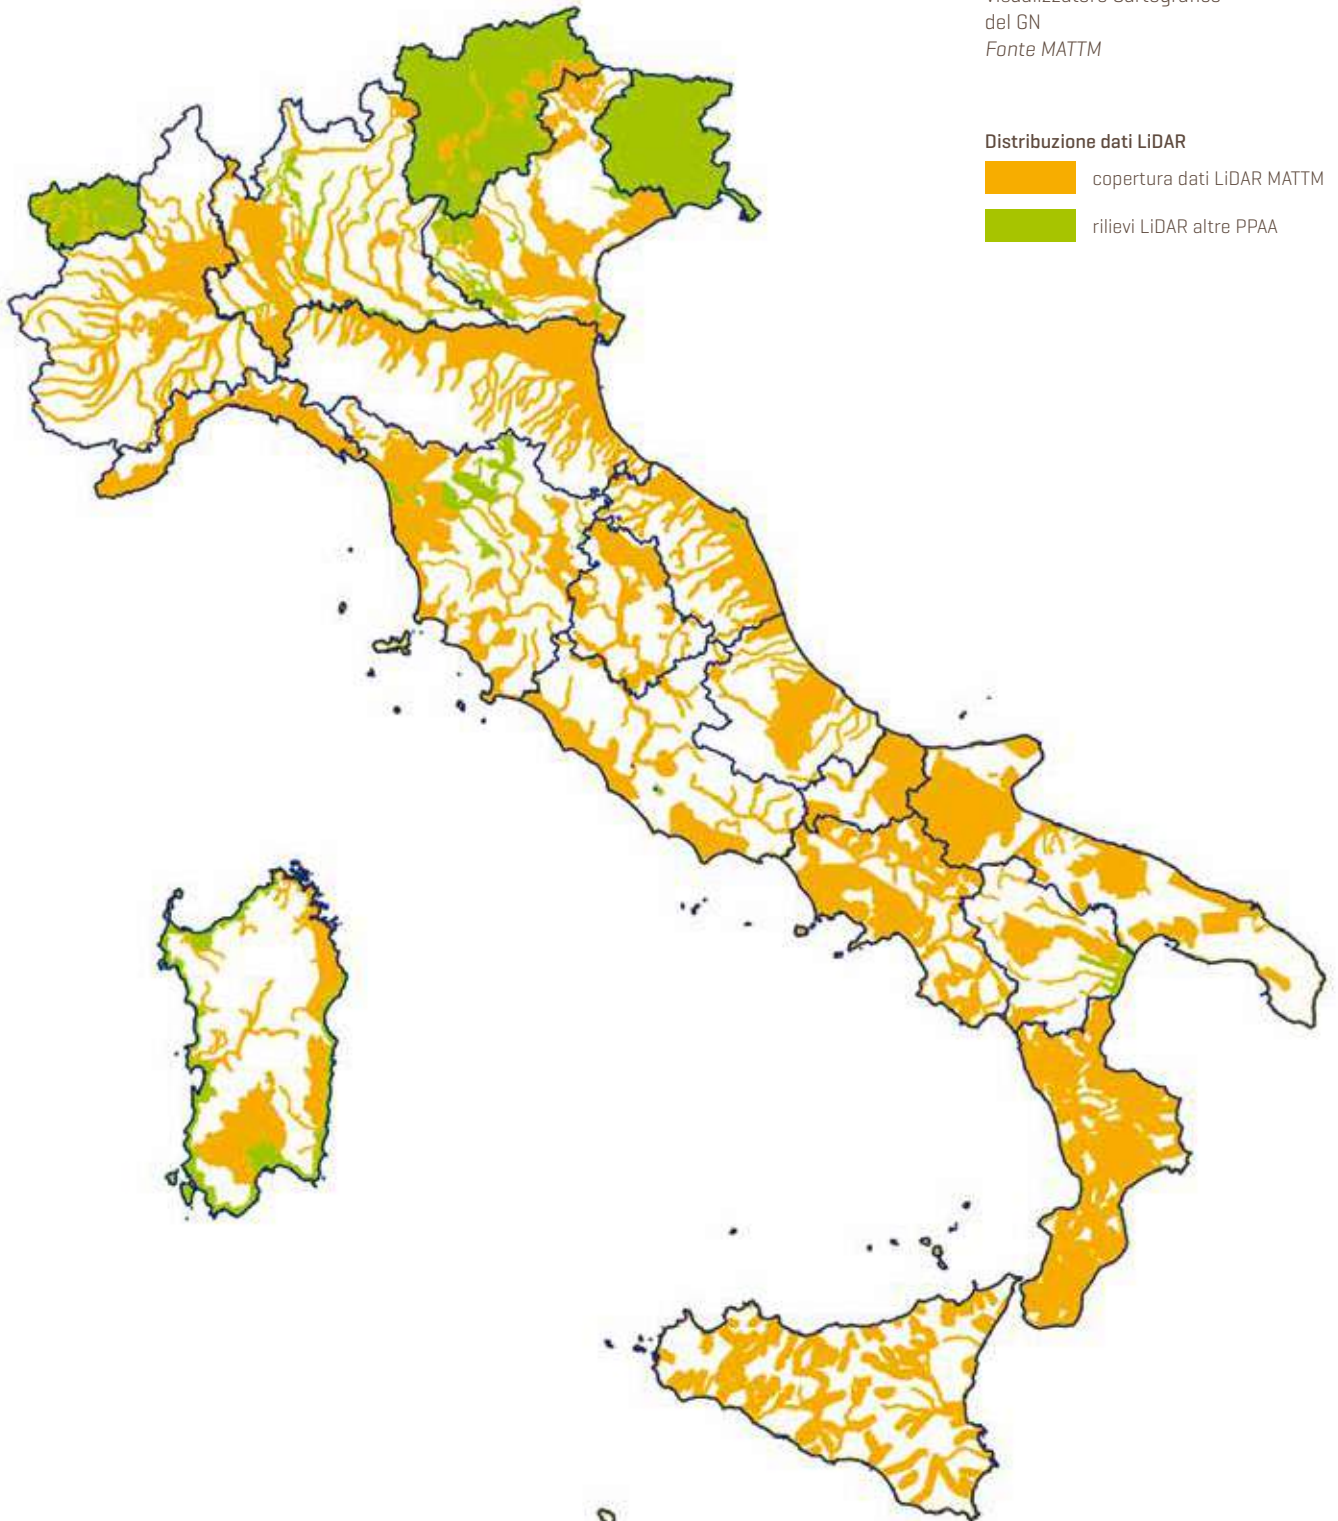 del GN
Fonte MATTM
Distribuzione dati LiDAR
copertura dati LiDAR MATTM
rilievi LiDAR altre PPAA